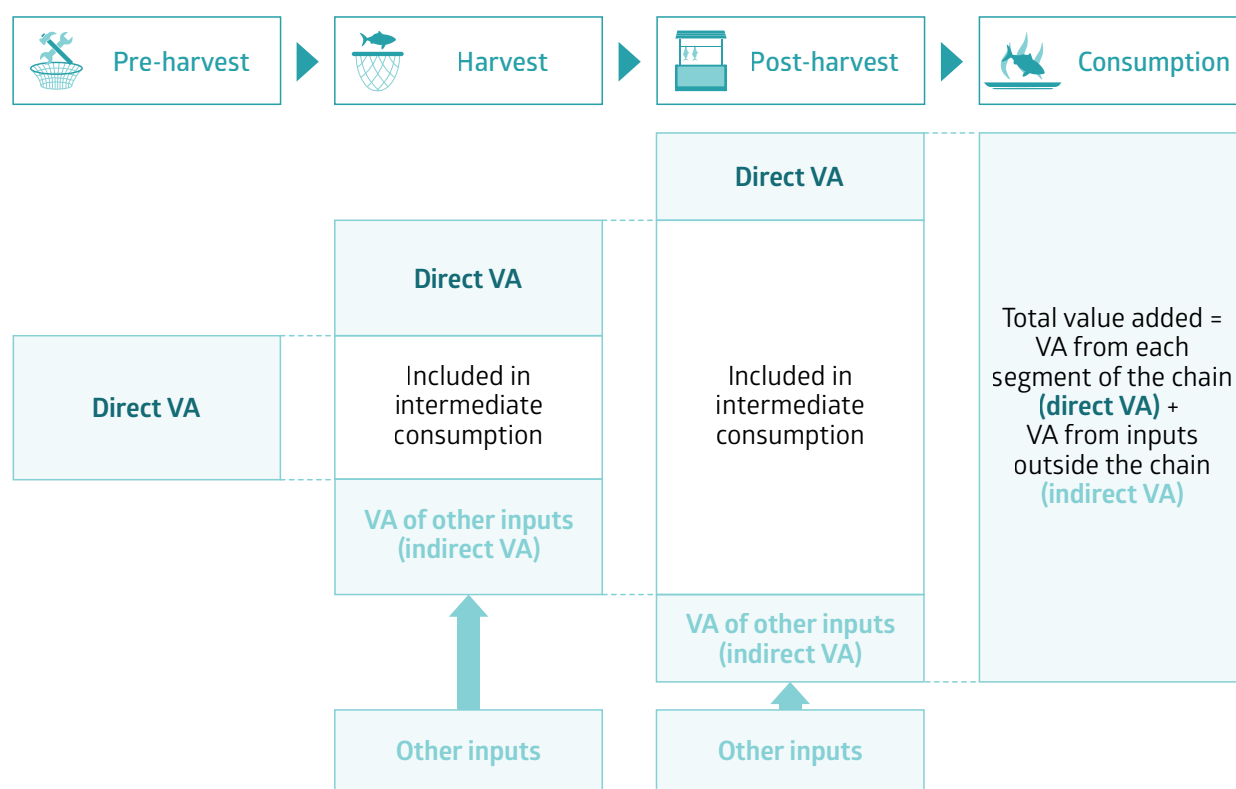 Pre-harvest
Harvest
Post-harvest
Consumption
Direct VA
Direct VA
Included in
intermediate
consumption
VA of other inputs
(indirect VA)
Other inputs
Direct VA
Included in
intermediate
consumption
VA of other inputs
(indirect VA)
Other inputs
Total value added =
VA from each
segment of the chain
(direct VA) +
VA from inputs
outside the chain
(indirect VA)